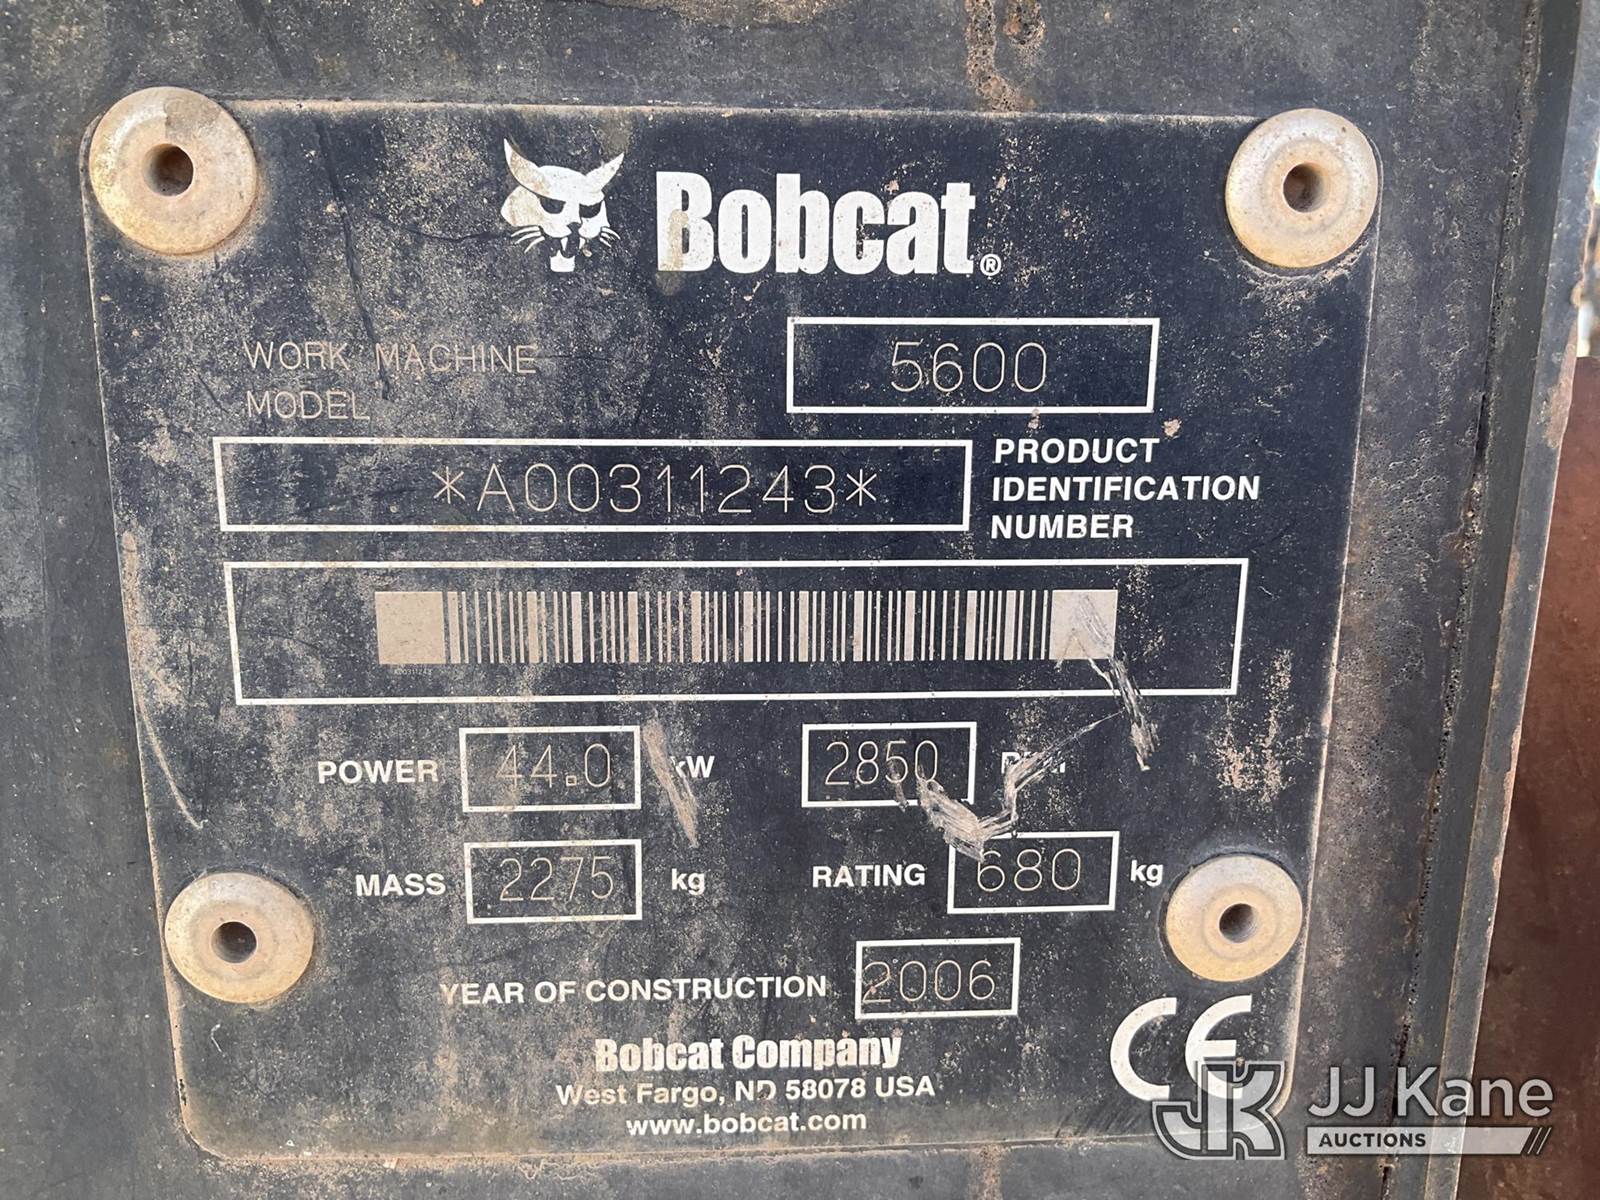 Bobcat®
WORK MACHINE
MODEL
5600
*A00311243*
PRODUCT
IDENTIFICATION
NUMBER
A00311243
POWER 44.0 kW 2850
MASS 2275 kg RATING 680 kg
YEAR OF CONSTRUCTION 2006
Bobcat Company
West Fargo, ND 58078 USA
www.bobcat.com
CE
JK JJ Kane
AUCTIONS